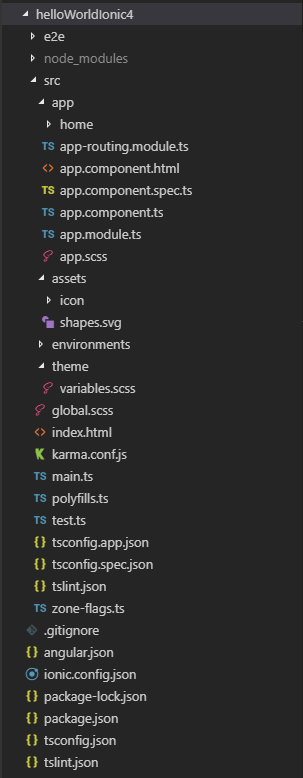 helloWorldIonic4
e2e
node_modules
src
app
home
TS app-routing.module.ts
app.component.html
TS app.component.spec.ts
TS app.component.ts
TS app.module.ts
app.scss
assets
icon
shapes.svg
environments
theme
variables.scss
global.scss
index.html
karma.conf.js
TS main.ts
TS polyfills.ts
TS test.ts
{ } tsconfig.app.json
{ } tsconfig.spec.json
{ } tslint.json
TS zone-flags.ts
.gitignore
{ } angular.json
ionic.config.json
{ } package-lock.json
{ } package.json
{ } tsconfig.json
{ } tslint.json